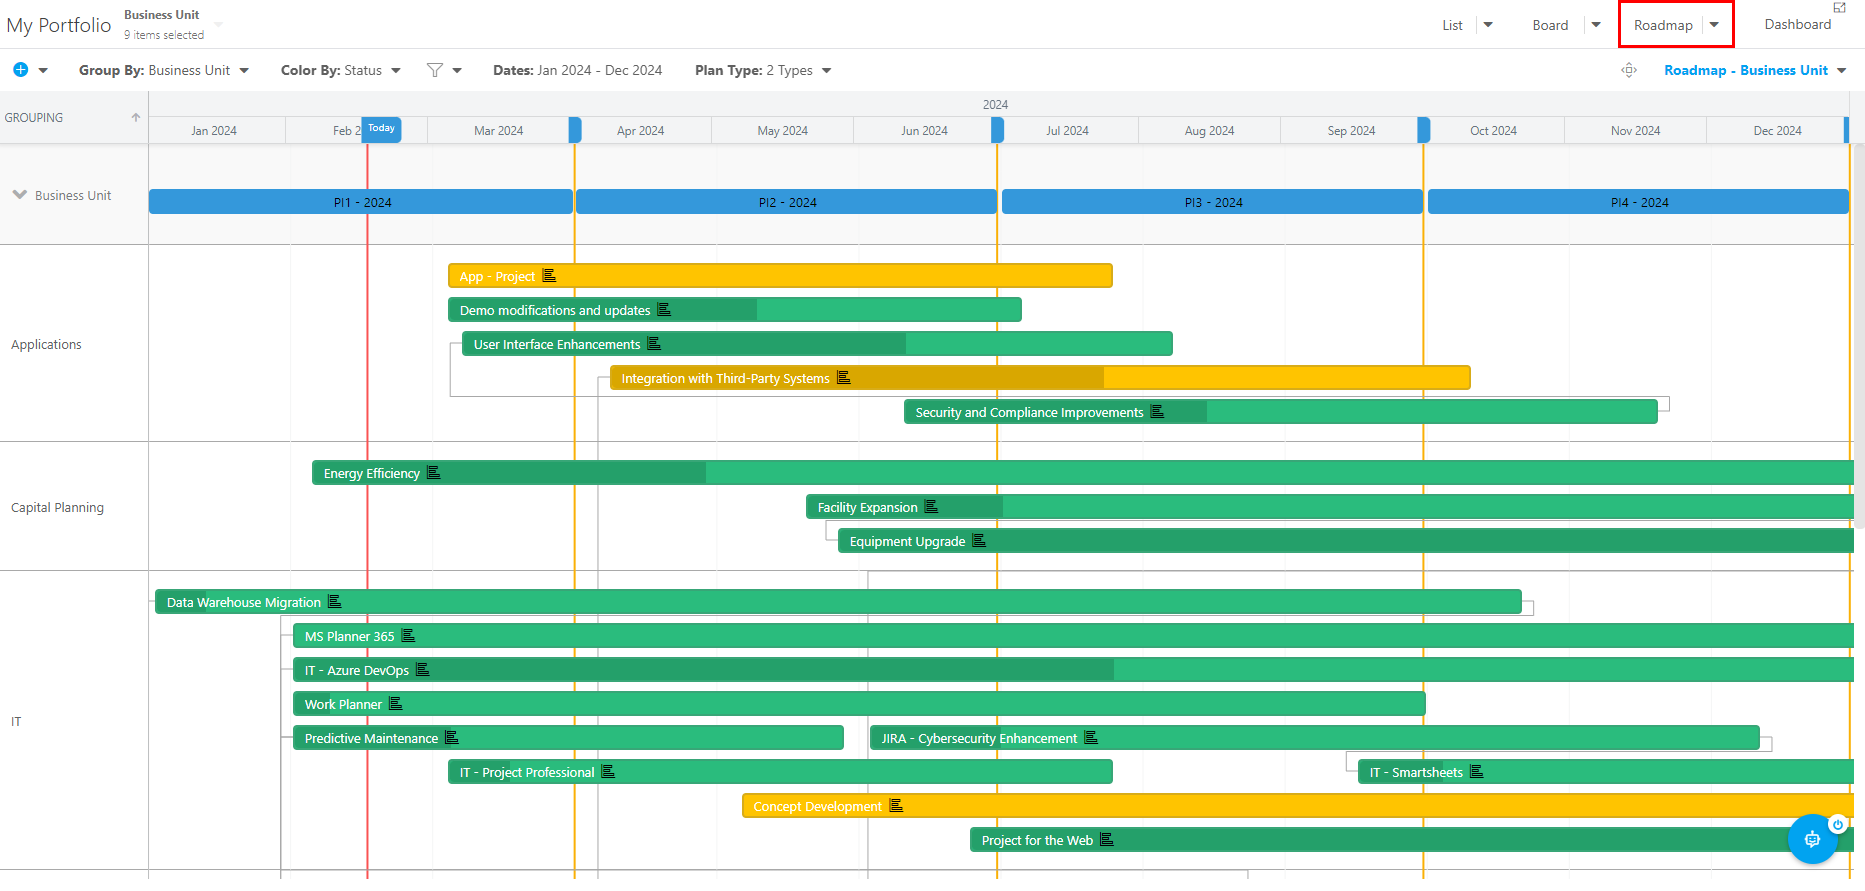 My Portfolio
Business Unit
9 items selected
List
Board
Roadmap
Dashboard
Group By: Business Unit
Color By: Status
Dates: Jan 2024 - Dec 2024
Plan Type: 2 Types
Roadmap - Business Unit
GROUPING
2024
Jan 2024
Feb 2
Today
Mar 2024
Apr 2024
May 2024
Jun 2024
Jul 2024
Aug 2024
Sep 2024
Oct 2024
Nov 2024
Dec 2024
Business Unit
PI1 - 2024
PI2 - 2024
PI3 - 2024
PI4 - 2024
Applications
App - Project
Demo modifications and updates
User Interface Enhancements
Integration with Third-Party Systems
Security and Compliance Improvements
Capital Planning
Energy Efficiency
Facility Expansion
Equipment Upgrade
IT
Data Warehouse Migration
MS Planner 365
IT - Azure DevOps
Work Planner
Predictive Maintenance
JIRA - Cybersecurity Enhancement
IT - Project Professional
IT - Smartsheets
Concept Development
Project for the Web